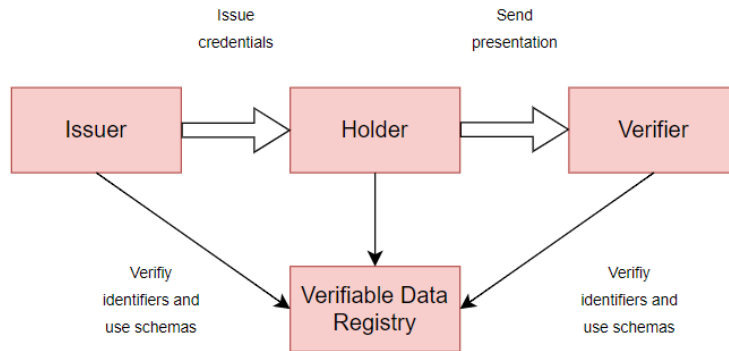 Issue
credentials
Send
presentation
Issuer
Holder
Verifier
Verifiy
identifiers and
use schemas
Verifiable Data
Registry
Verifiy
identifiers and
use schemas